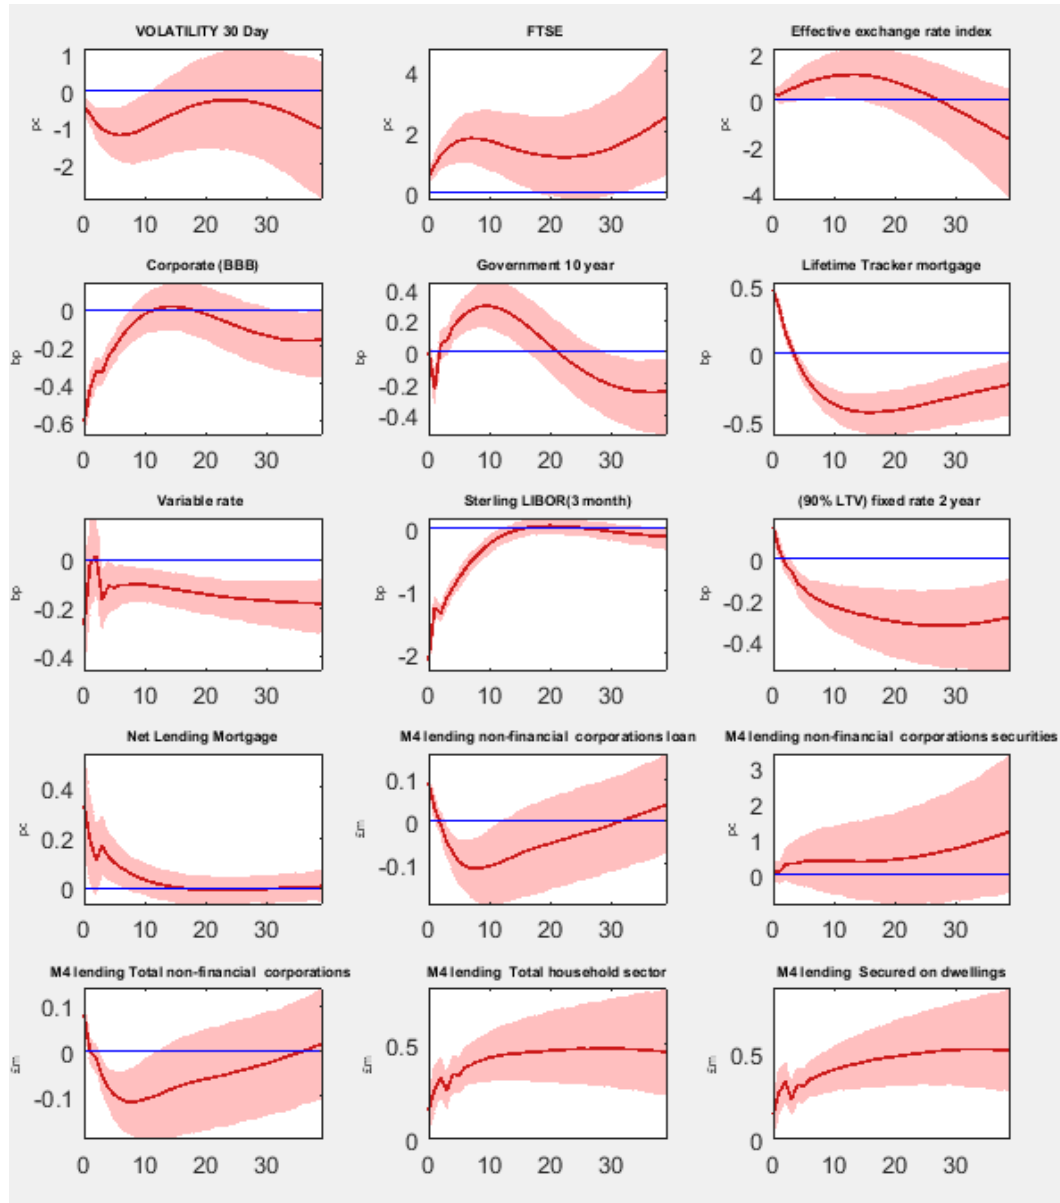 VOLATILITY 30 Day
FTSE
Effective exchange rate index
1
0
-1
-2
pc
0 10 20 30
4
2
0
pc
0 10 20 30
2
0
-2
-4
pc
0 10 20 30
Corporate (BBB)
Government 10 year
Lifetime Tracker mortgage
0
-0.2
-0.4
-0.6
bp
0 10 20 30
0.4
0.2
0
-0.2
-0.4
bp
0 10 20 30
0.5
0
-0.5
bp
0 10 20 30
Variable rate
Sterling LIBOR(3 month)
(90% LTV) fixed rate 2 year
0
-0.2
-0.4
bp
0 10 20 30
0
-1
-2
bp
0 10 20 30
0
-0.2
-0.4
bp
0 10 20 30
Net Lending Mortgage
M4 lending non-financial corporations loan
M4 lending non-financial corporations securities
0.4
0.2
0
pc
0 10 20 30
0.1
0
-0.1
£m
0 10 20 30
3
2
1
0
pc
0 10 20 30
M4 lending Total non-financial corporations
M4 lending Total household sector
M4 lending Secured on dwellings
0.1
0
-0.1
£m
0 10 20 30
0.5
0
£m
0 10 20 30
0.5
0
£m
0 10 20 30